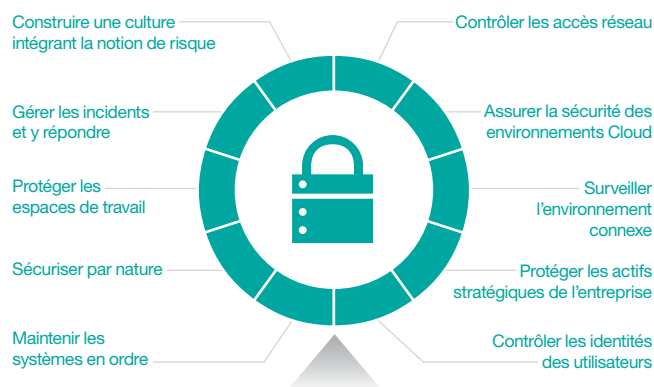 Construire une culture
intégrant la notion de risque
Gérer les incidents
et y répondre
Protéger les
espaces de travail
Sécuriser par nature
Maintenir les
systèmes en ordre
Contrôler les accès réseau
Assurer la sécurité des
environnements Cloud
Surveiller
l'environnement
connexe
Protéger les actifs
stratégiques de l'entreprise
Contrôler les identités
des utilisateurs